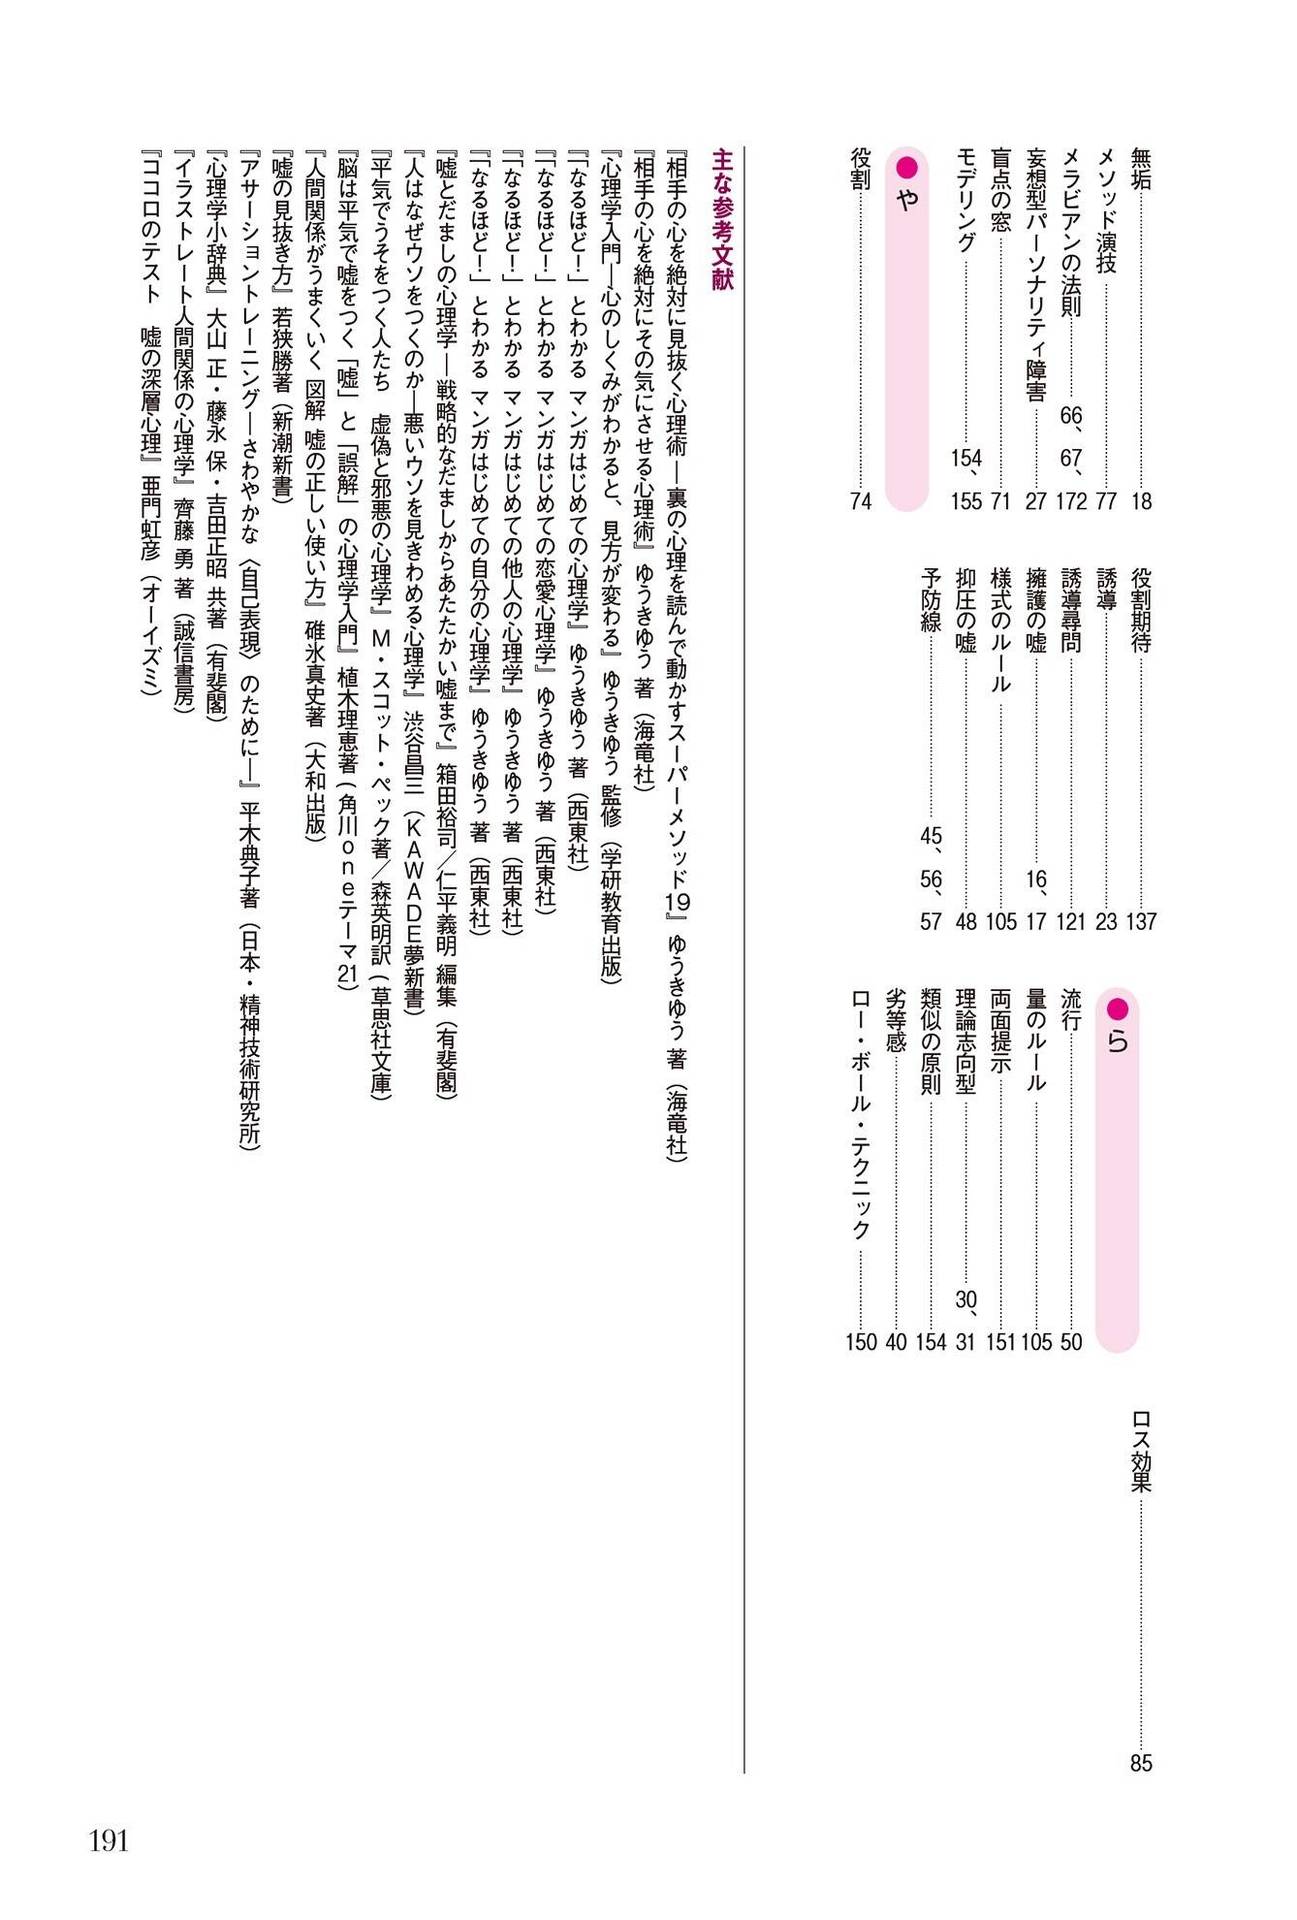 無垢 18
メソッド演技 77
メラビアンの法則 66、67、172
妄想型パーソナリティ障害 27
盲点の窓 71
モデリング 154、155
●や
役割 74
役割期待 137
誘導 23
誘導尋問 121
擁護の嘘 16、17
様式のルール 105
抑圧の嘘 48
予防線 45、56、57
●ら
流行 50
量のルール 105
両面提示 151
理論志向型 30、31
類似の原則 154
劣等感 40
ロー・ボール・テクニック 150
ロス効果 85
主な参考文献
『相手の心を絶対に見抜く心理術―裏の心理を読んで動かすスーパーメソッド19』ゆうきゆう 著（海竜社）
『相手の心を絶対にその気にさせる心理術』ゆうきゆう 著（海竜社）
『心理学入門―心のしくみがわかると、見方が変わる』ゆうきゆう 監修（学研教育出版）
『「なるほど！」とわかる マンガはじめての心理学』ゆうきゆう 著（西東社）
『「なるほど！」とわかる マンガはじめての恋愛心理学』ゆうきゆう 著（西東社）
『「なるほど！」とわかる マンガはじめての他人の心理学』ゆうきゆう 著（西東社）
『「なるほど！」とわかる マンガはじめての自分の心理学』ゆうきゆう 著（西東社）
『嘘とだましの心理学―戦略的なだましからあたたかい嘘まで』箱田裕司／仁平義明 編集（有斐閣）
『人はなぜウソをつくのか―悪いウソを見きわめる心理学』渋谷昌三（KAWADE夢新書）
『平気でうそをつく人たち　虚偽と邪悪の心理学』M・スコット・ペック著／森英明訳（草思社文庫）
『脳は平気で嘘をつく「嘘」と「誤解」の心理学入門』植木理恵著（角川oneテーマ21）
『人間関係がうまくいく 図解 嘘の正しい使い方』碓氷真史著（大和出版）
『嘘の見抜き方』若狭勝著（新潮新書）
『アサーショントレーニング―さわやかな〈自己表現〉のために―』平木典子著（日本・精神技術研究所）
『心理学小辞典』大山 正・藤永 保・吉田正昭 共著（有斐閣）
『イラストレート人間関係の心理学』齊藤 勇 著（誠信書房）
『ココロのテスト　嘘の深層心理』亜門虹彦（オーイズミ）
191